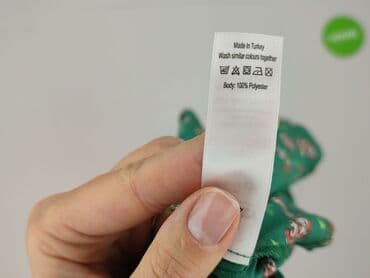 Made in Turkey
Wash similar colours together
Body: 100% Polyester